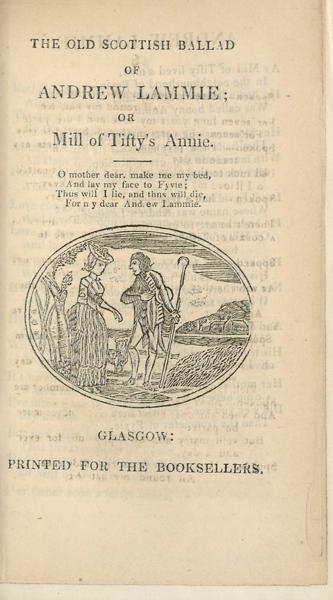 THE OLD SCOTTISH BALLAD
OF
ANDREW LAMMIE;
OR
Mill of Tifty's Annie.
O mother dear. make me my bed,
And lay my face to Fyvie;
Thus will I lie, and thus will die,
For n y dear And.ew Lammie.
GLASGOW:
PRINTED FOR THE BOOKSELLERS.